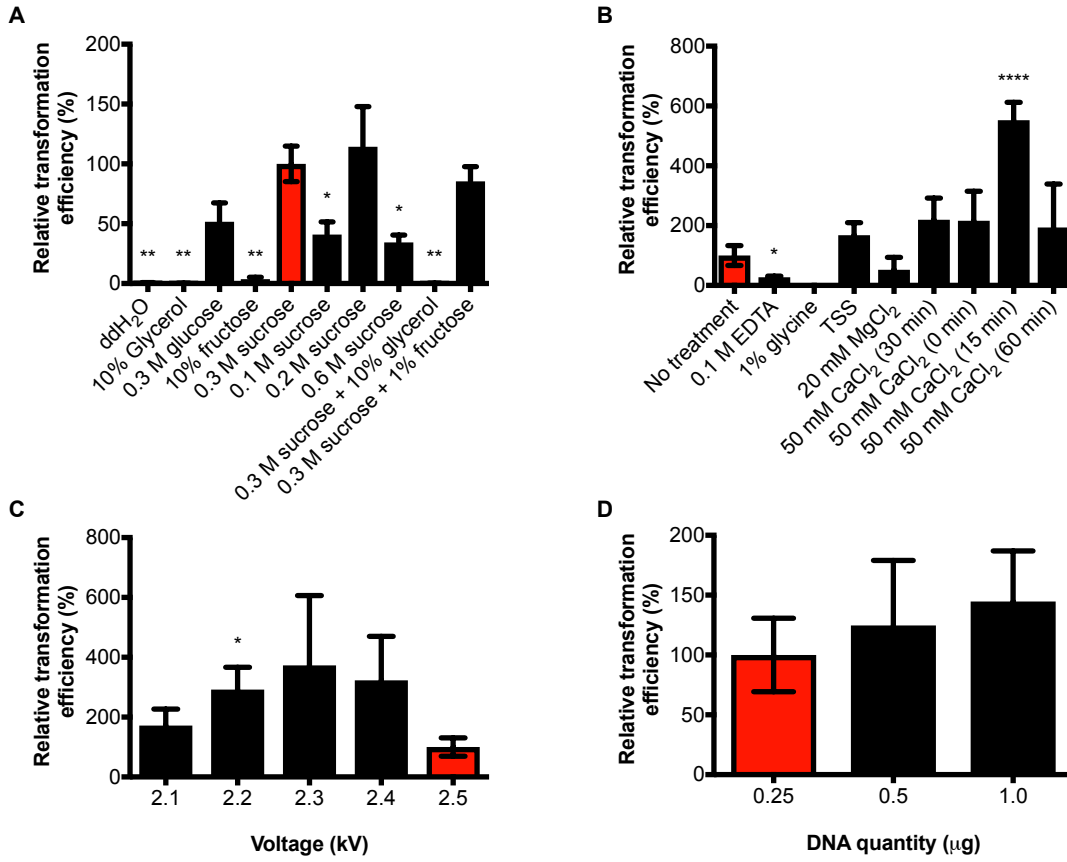 A
Relative transformation
efficiency (%)
200
150
100
50
0
**
**
**
*
*
**
ddH2O
10% Glycerol
0.3 M glucose
10% fructose
0.3 M sucrose
0.1 M sucrose
0.2 M sucrose
0.6 M sucrose
0.3 M sucrose + 10% glycerol
0.3 M sucrose + 1% fructose
B
Relative transformation
efficiency (%)
800
600
400
200
0
*
****
No treatment
0.1 M EDTA
1% glycine
TSS
20 mM MgCl2
50 mM CaCl2 (30 min)
50 mM CaCl2 (0 min)
50 mM CaCl2 (15 min)
50 mM CaCl2 (60 min)
C
Relative transformation
efficiency (%)
800
600
400
200
0
*
2.1 2.2 2.3 2.4 2.5
Voltage (kV)
D
Relative transformation
efficiency (%)
200
150
100
50
0
0.25 0.5 1.0
DNA quantity (μg)